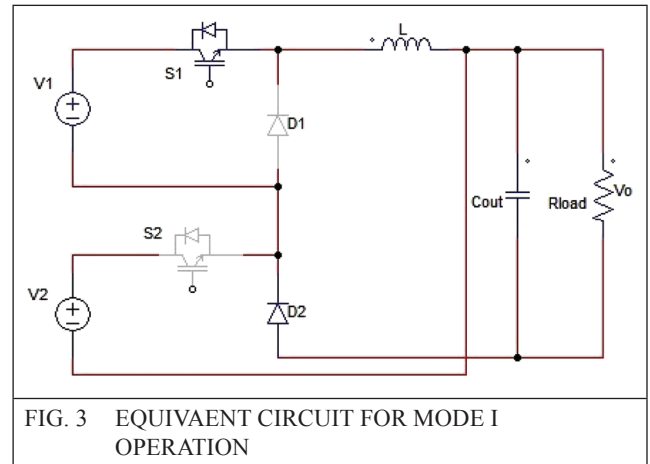 L
S1
V1
D1
Cout
Rload
Vo
S2
V2
D2
FIG. 3 EQUIVAENT CIRCUIT FOR MODE I
OPERATION